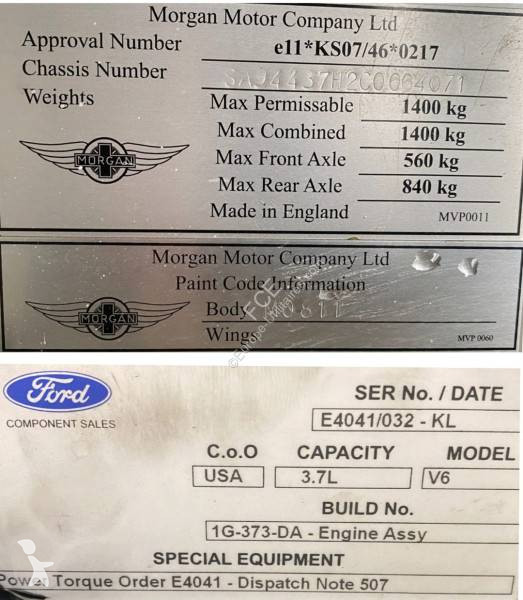 Morgan Motor Company Ltd
Approval Number e11*KS07/46*0217
Chassis Number
Weights
Max Permissable 1400 kg
Max Combined 1400 kg
Max Front Axle 560 kg
Max Rear Axle 840 kg
MORGAN
Made in England MVP0011
Morgan Motor Company Ltd
Paint Code Information
Body
MORGAN
Wings MVP 0060
Ford
COMPONENT SALES
SER No. / DATE
E4041/032 - KL
C.o.O CAPACITY MODEL
USA 3.7L V6
BUILD No.
1G-373-DA - Engine Assy
SPECIAL EQUIPMENT
Power Torque Order E4041 - Dispatch Note 507